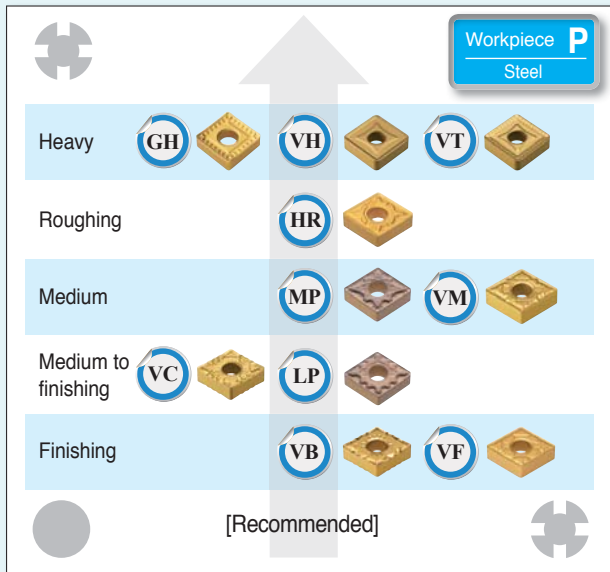 Workpiece P
Steel
Heavy GH VH VT
Roughing HR
Medium MP VM
Medium to
finishing VC LP
Finishing VB VF
[Recommended]